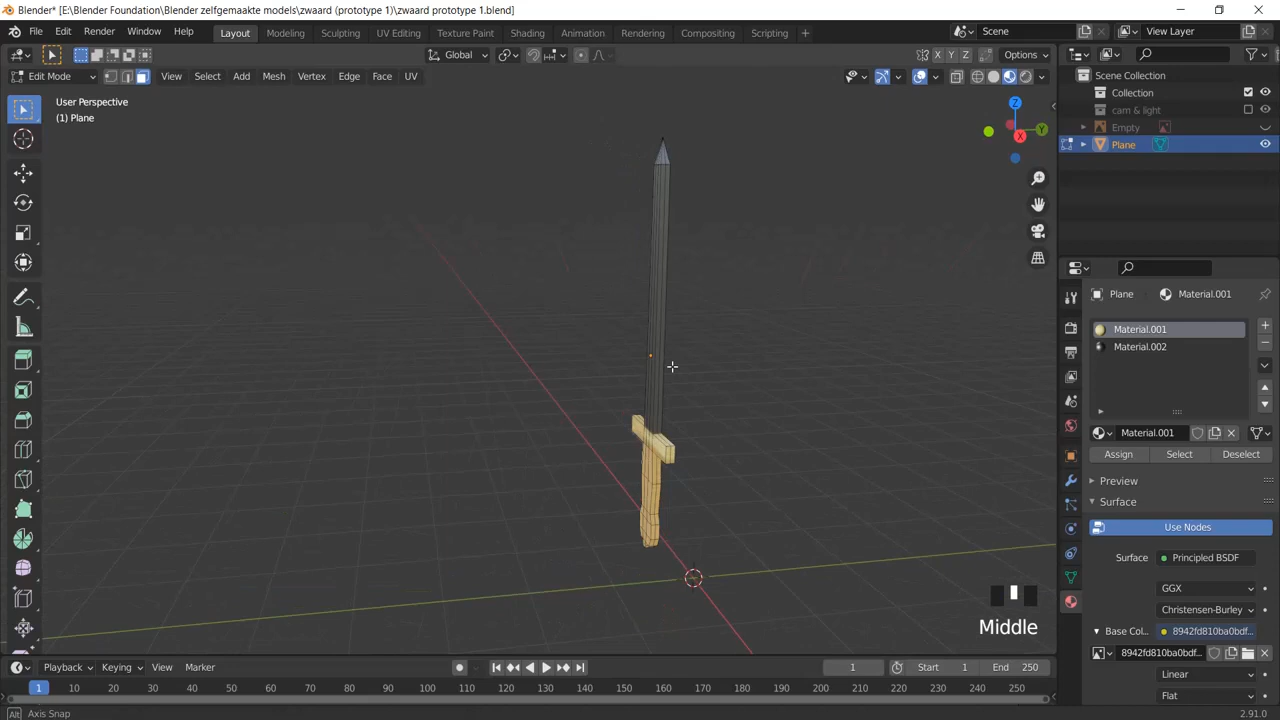 Blender* [E:\Blender Foundation\Blender zelfgemaakte models\zwaard (prototype 1)\zwaard prototype 1.blend]
File Edit Render Window Help Layout Modeling Sculpting UV Editing Texture Paint Shading Animation Rendering Compositing Scripting + Scene View Layer
Global X Y Z Options
Edit Mode View Select Add Mesh Vertex Edge Face UV
Scene Collection
User Perspective
(1) Plane
Collection
cam & light
Empty
Plane
Z
Y
X
Plane Material.001
Material.001
Material.002
Material.001
Assign Select Deselect
Preview
Surface
Use Nodes
Surface Principled BSDF
GGX
Christensen-Burley
Base Col... 8942fd810ba0bdf...
8942fd810ba0bdf...
Linear
Flat
Middle
Playback Keying View Marker 1 Start 1 End 250
1 10 20 30 40 50 60 70 80 90 100 110 120 130 140 150 160 170 180 190 200 210 220 230 240 250
Alt Axis Snap 2.91.0